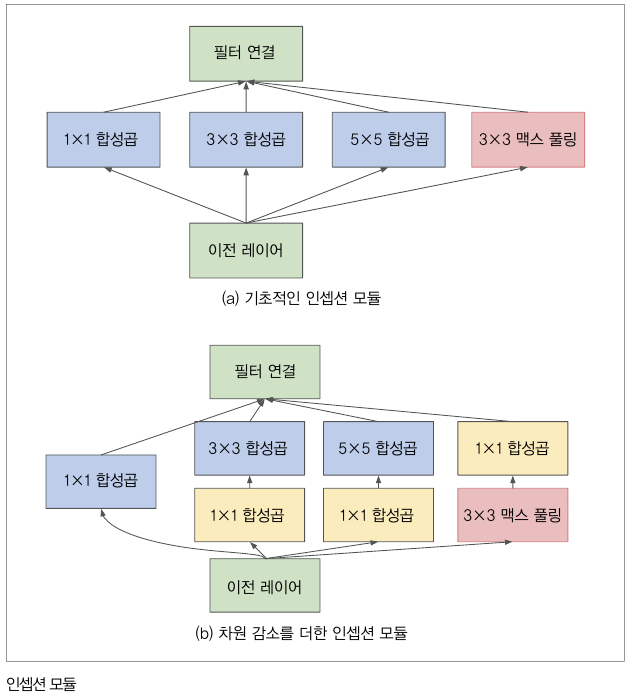 필터 연결
1×1 합성곱
3×3 합성곱
5×5 합성곱
3×3 맥스 풀링
이전 레이어
(a) 기초적인 인셉션 모듈
필터 연결
3×3 합성곱
5×5 합성곱
1×1 합성곱
1×1 합성곱
1×1 합성곱
1×1 합성곱
3×3 맥스 풀링
이전 레이어
(b) 차원 감소를 더한 인셉션 모듈
인셉션 모듈